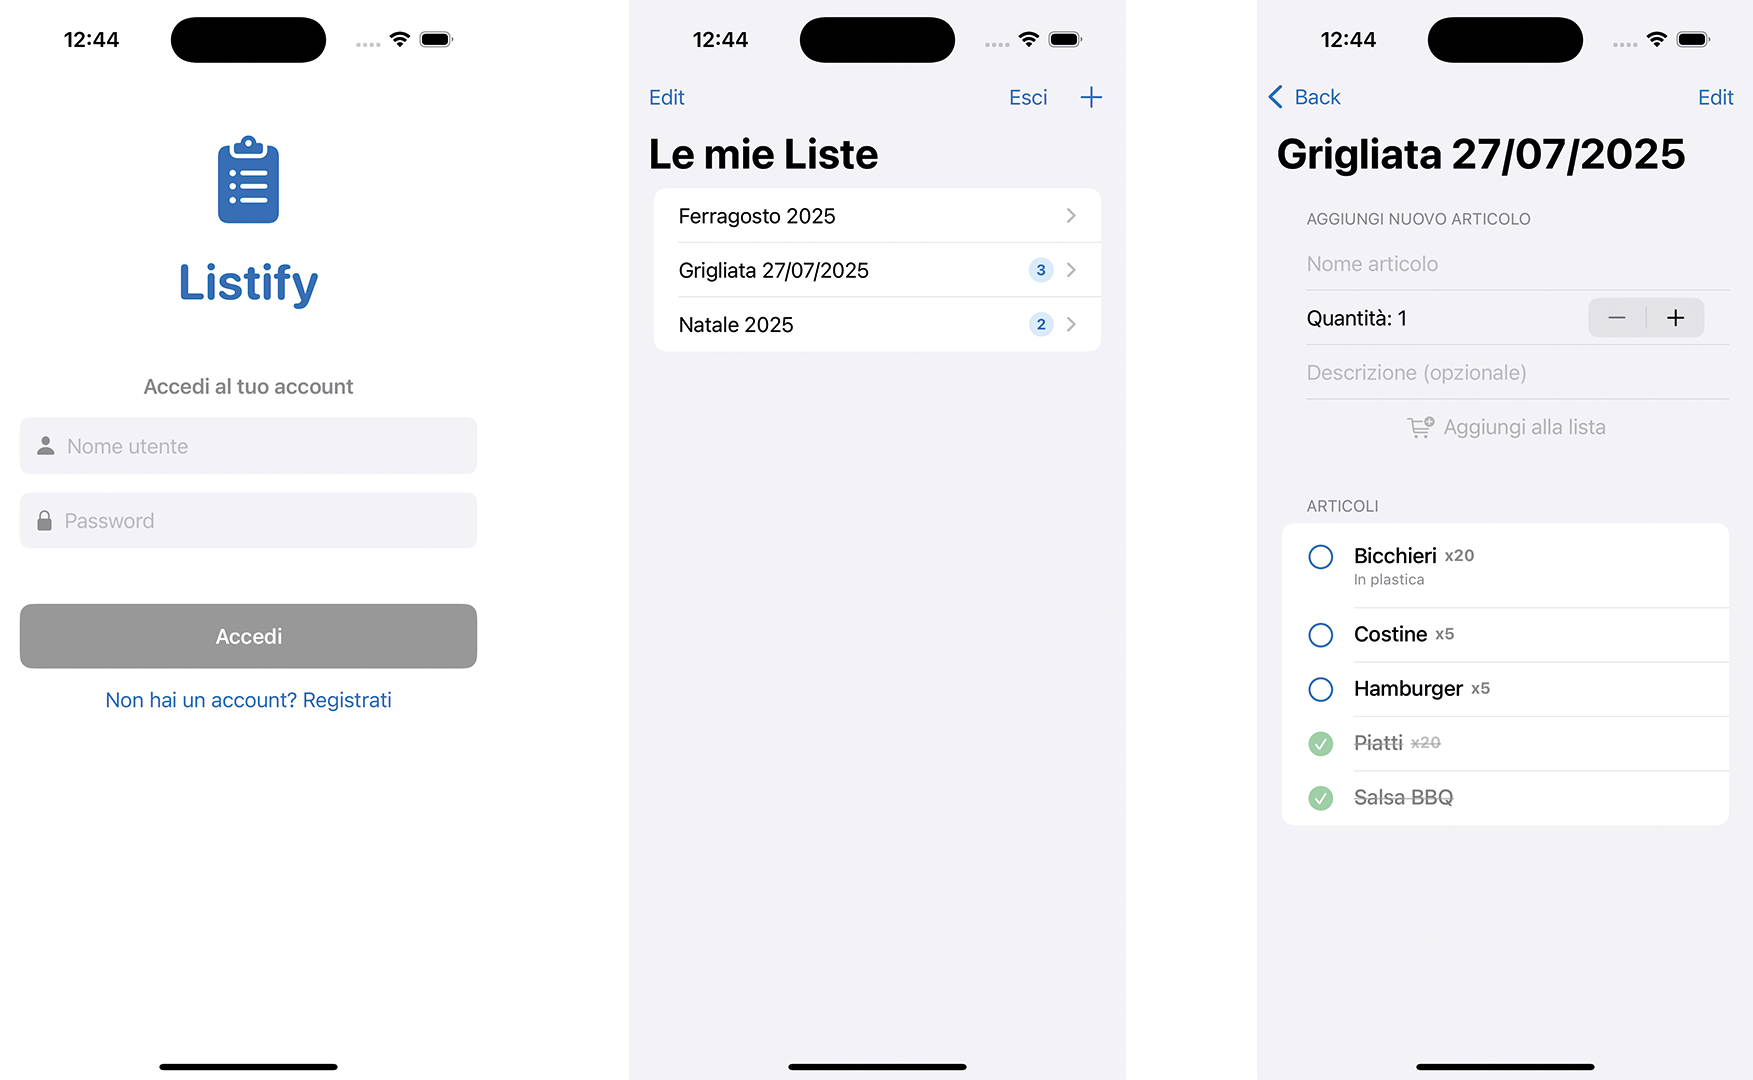 12:44
Listify
Accedi al tuo account
Nome utente
Password
Accedi
Non hai un account? Registrati
12:44
Edit
Esci
Le mie Liste
Ferragosto 2025
Grigliata 27/07/2025 3
Natale 2025 2
12:44
Back
Edit
Grigliata 27/07/2025
AGGIUNGI NUOVO ARTICOLO
Nome articolo
Quantità: 1
Descrizione (opzionale)
Aggiungi alla lista
ARTICOLI
Bicchieri x20
In plastica
Costine x5
Hamburger x5
Piatti x20
Salsa BBQ